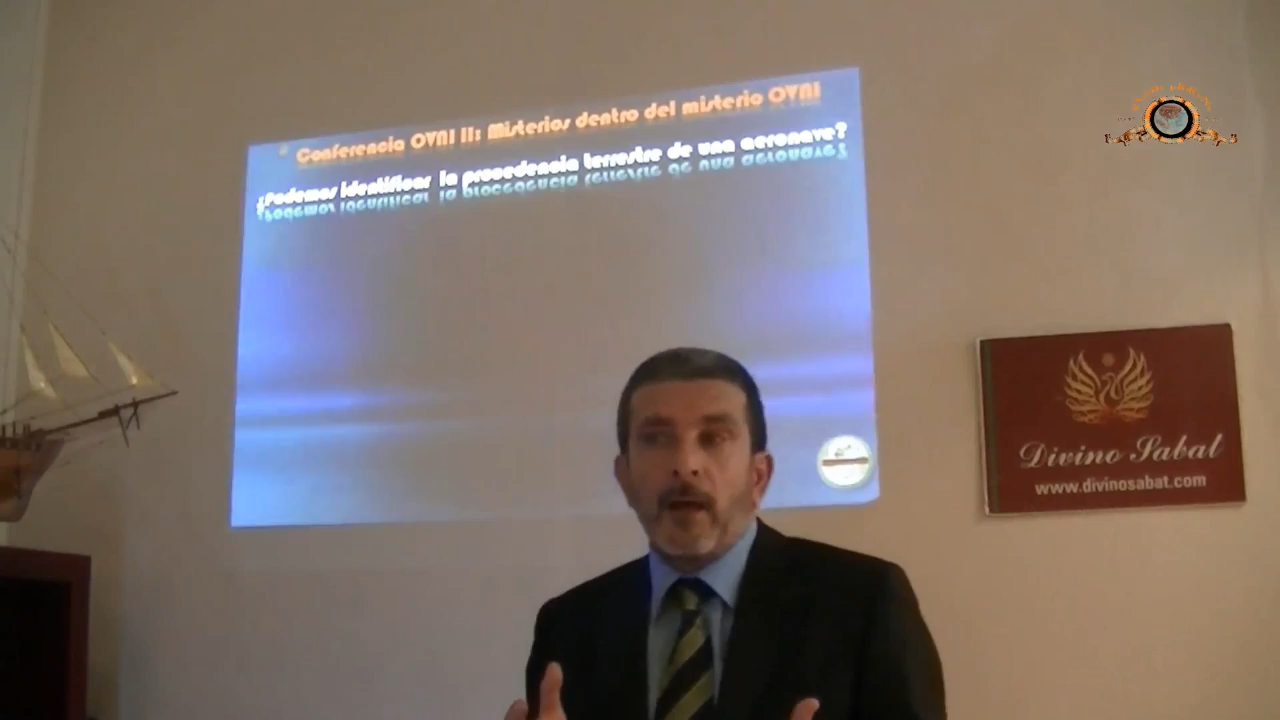 Conferencia OVNI II: Misterios dentro del misterio OVNI
¿Podemos identificar la procedencia terrestre de una aeronave?
Divino Sabat
www.divinosabat.com